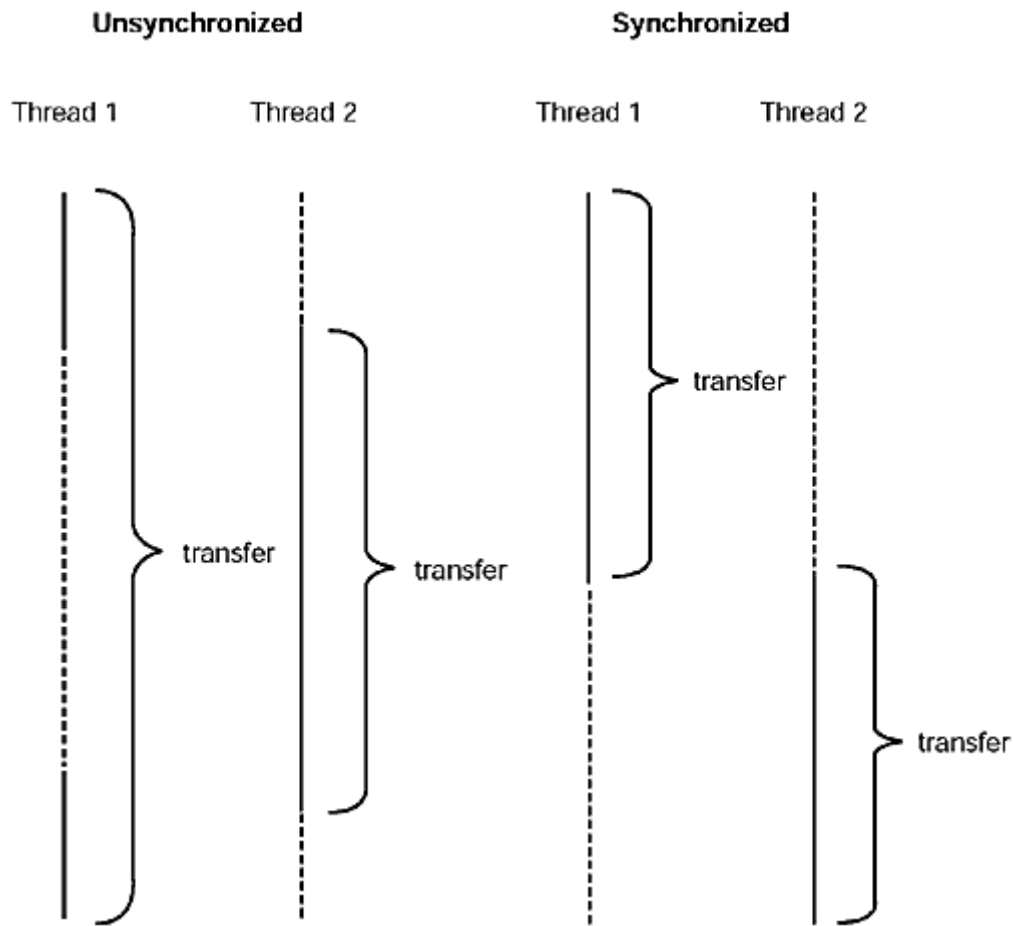 Unsynchronized Synchronized
Thread 1 Thread 2 Thread 1 Thread 2
transfer
transfer
transfer
transfer